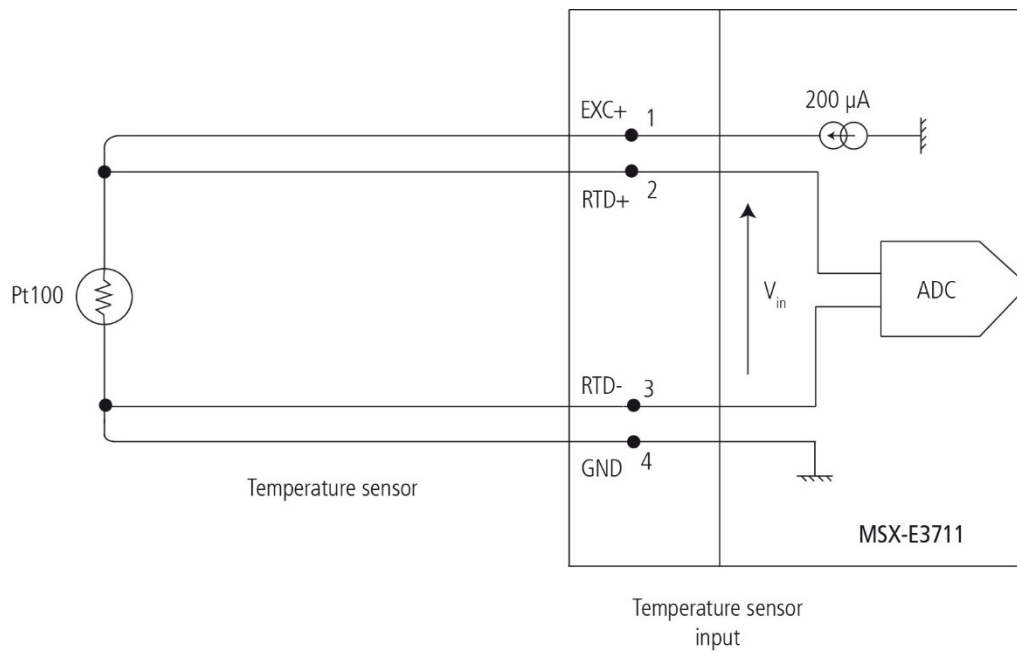 200 µA
EXC+ 1
2
RTD+
Pt100
V in
ADC
RTD- 3
GND 4
Temperature sensor
MSX-E3711
Temperature sensor
input